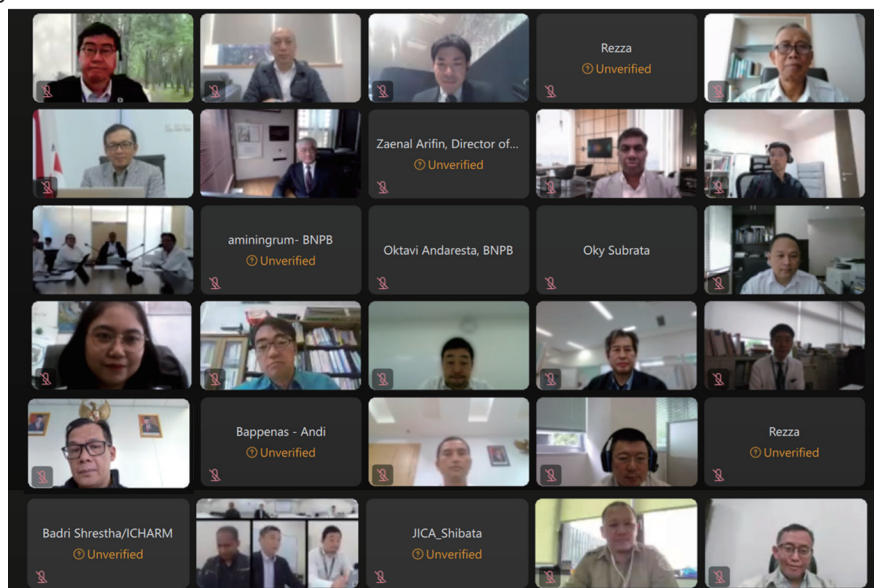 Rezza
Unverified
Zaenal Arifin, Director of...
Unverified
aminingrum- BNPB
Unverified
Oktavi Andaresta, BNPB
Oky Subrata
Bappenas - Andi
Unverified
Rezza
Unverified
Badri Shrestha/ICHARM
Unverified
JICA_Shibata
Unverified